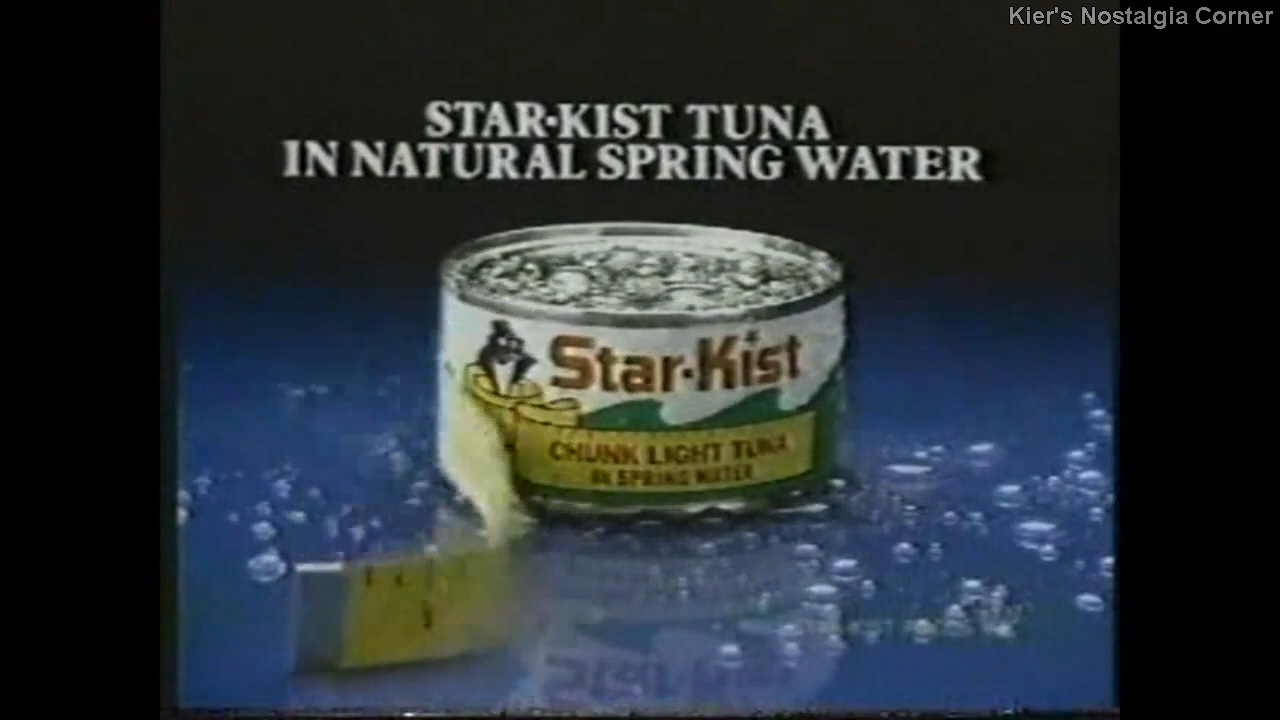 Kier's Nostalgia Corner
STAR·KIST TUNA
IN NATURAL SPRING WATER
Star·Kist
CHUNK LIGHT TUNA
IN SPRING WATER